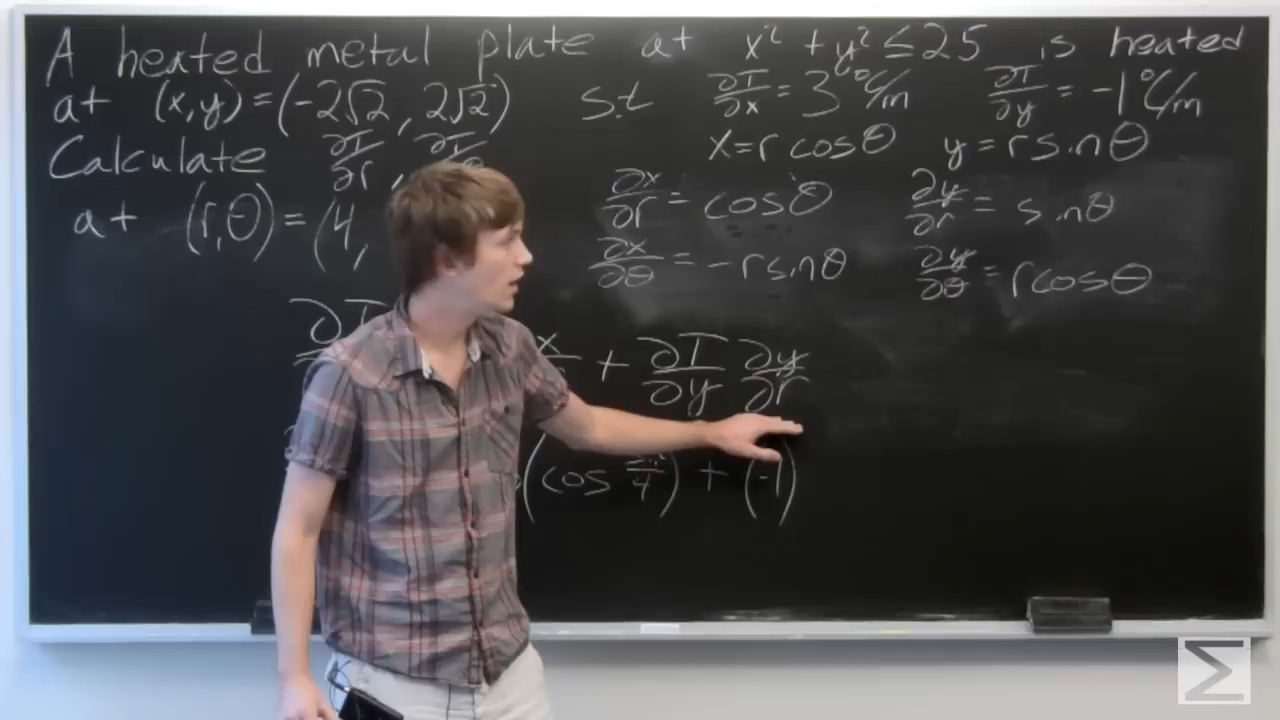 A heated metal plate at x² + y² ≤ 25 is heated
at (x,y) = (-2√2, 2√2) s.t ∂T/∂x = 3 °C/m ∂T/∂y = -1 °C/m
Calculate ∂T/∂r, ∂T/ x = r cos θ y = r sin θ
at (r,θ) = (4, ∂x/∂r = cos θ ∂y/∂r = sin θ
∂x/∂θ = -r sin θ ∂y/∂θ = r cos θ
∂T + ∂T/∂y ∂y/∂r
(cos /4) + (-1)
Σ